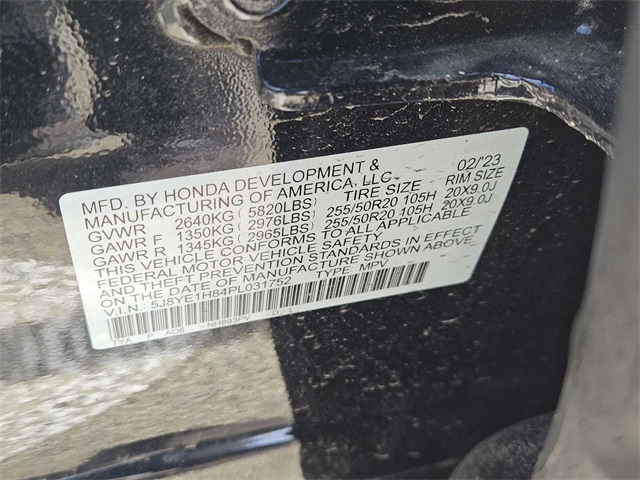 MFD. BY HONDA DEVELOPMENT & 02/'23
MANUFACTURING OF AMERICA, LLC. TIRE SIZE RIM SIZE
GVWR 2640KG ( 5820LBS)
GAWR F 1350KG ( 2976LBS) 255/50R20 105H 20X9.0J
GAWR R 1345KG ( 2965LBS) 255/50R20 105H 20X9.0J
THIS VEHICLE CONFORMS TO ALL APPLICABLE
FEDERAL MOTOR VEHICLE SAFETY
AND THEFT PREVENTION STANDARDS IN EFFECT
ON THE DATE OF MANUFACTURE SHOWN ABOVE.
V.I.N.: 5J8YE1H84PL031752 TYPE: MPV
TYA P AD6 NH893PV D-L